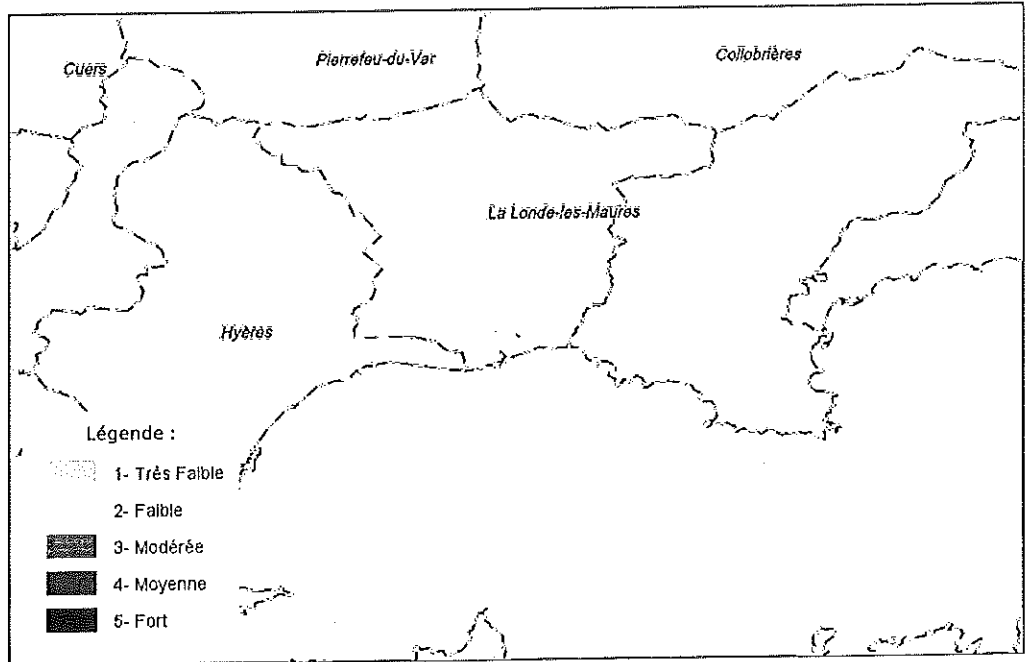 Cuers
Pierrefeu-du-Var
Collobrières
La Londe-les-Maures
Hyères
Légende :
1- Très Faible
2- Faible
3- Modérée
4- Moyenne
5- Fort